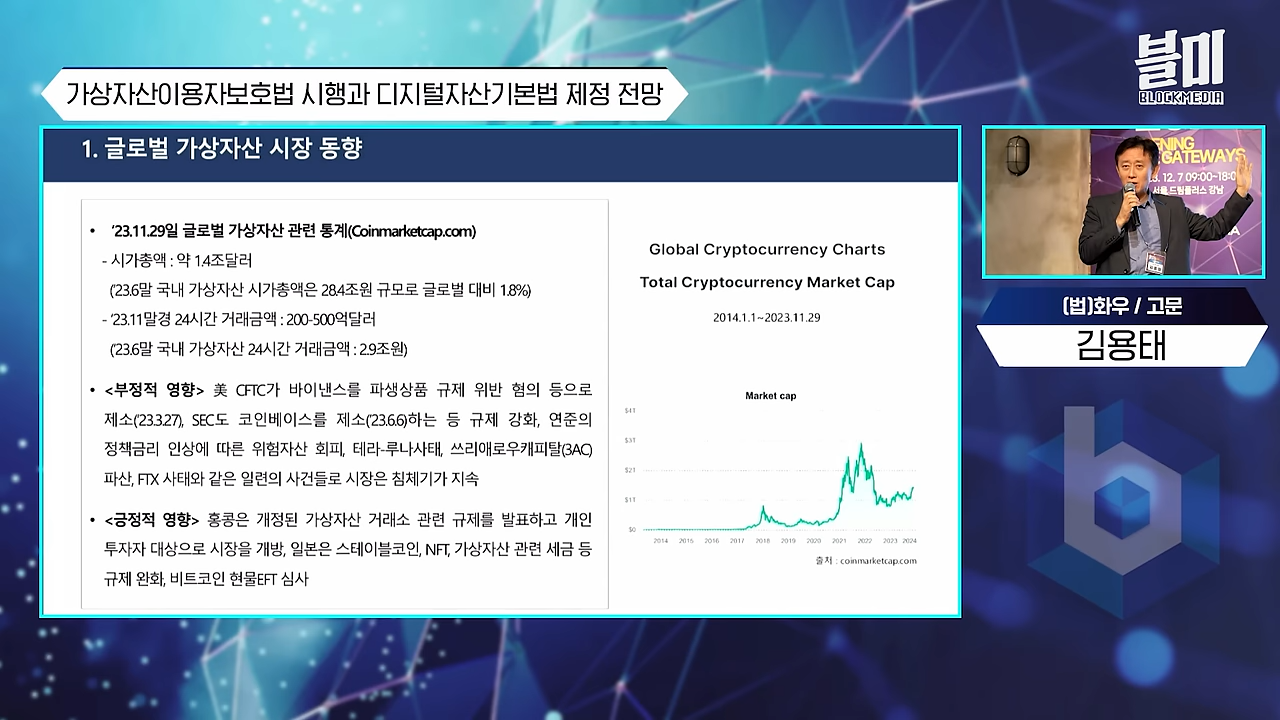 블미
BLOCKMEDIA
가상자산이용자보호법 시행과 디지털자산기본법 제정 전망
1. 글로벌 가상자산 시장 동향
• '23.11.29일 글로벌 가상자산 관련 통계(Coinmarketcap.com)
- 시가총액 : 약 1.4조달러
('23.6말 국내 가상자산 시가총액은 28.4조원 규모로 글로벌 대비 1.8%)
- '23.11말경 24시간 거래금액 : 200-500억달러
('23.6말 국내 가상자산 24시간 거래금액 : 2.9조원)
• <부정적 영향> 美 CFTC가 바이낸스를 파생상품 규제 위반 혐의 등으로
제소('23.3.27), SEC도 코인베이스를 제소('23.6.6)하는 등 규제 강화, 연준의
정책금리 인상에 따른 위험자산 회피, 테라-루나사태, 쓰리애로우캐피탈(3AC)
파산, FTX 사태와 같은 일련의 사건들로 시장은 침체기가 지속
• <긍정적 영향> 홍콩은 개정된 가상자산 거래소 관련 규제를 발표하고 개인
투자자 대상으로 시장을 개방, 일본은 스테이블코인, NFT, 가상자산 관련 세금 등
규제 완화, 비트코인 현물EFT 심사
Global Cryptocurrency Charts
Total Cryptocurrency Market Cap
2014.1.1~2023.11.29
Market cap
$4T
$3T
$2T
$1T
$0
2014 2015 2016 2017 2018 2019 2020 2021 2022 2023 2024
출처 : coinmarketcap.com
ENING
GATEWAYS
12. 7 09:00~18:0
서울 드림플러스 강남
(법)화우 / 고문
김용태